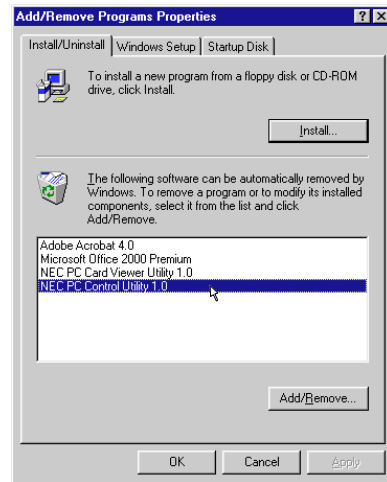 Add/Remove Programs Properties
Install/Uninstall Windows Setup Startup Disk
To install a new program from a floppy disk or CD-ROM
drive, click Install.
Install...
The following software can be automatically removed by
Windows. To remove a program or to modify its installed
components, select it from the list and click
Add/Remove.
Adobe Acrobat 4.0
Microsoft Office 2000 Premium
NEC PC Card Viewer Utility 1.0
NEC PC Control Utility 1.0
Add/Remove...
OK Cancel Apply